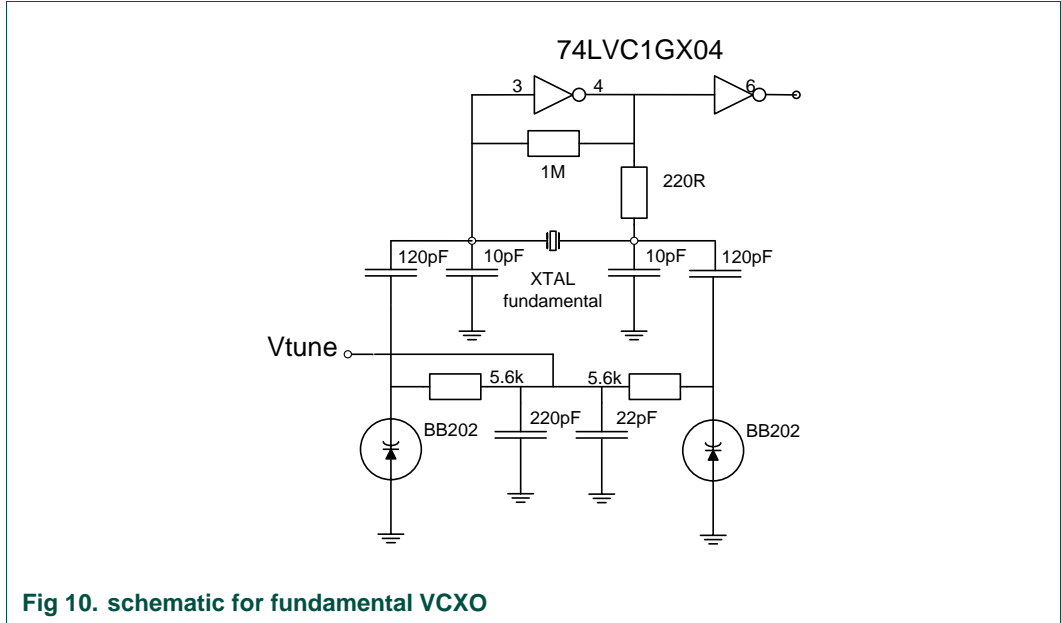 74LVC1GX04
3 4 6
1M
220R
120pF 10pF 10pF 120pF
XTAL
fundamental
Vtune
5.6k 5.6k
220pF 22pF
BB202 BB202
Fig 10. schematic for fundamental VCXO